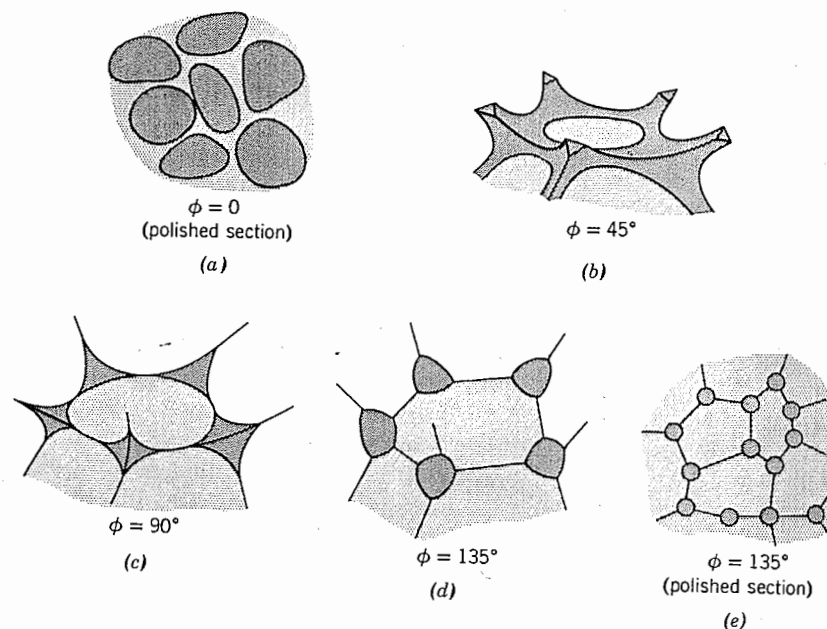 ϕ = 0
(polished section)
(a)
ϕ = 45°
(b)
ϕ = 90°
(c)
ϕ = 135°
(d)
ϕ = 135°
(polished section)
(e)